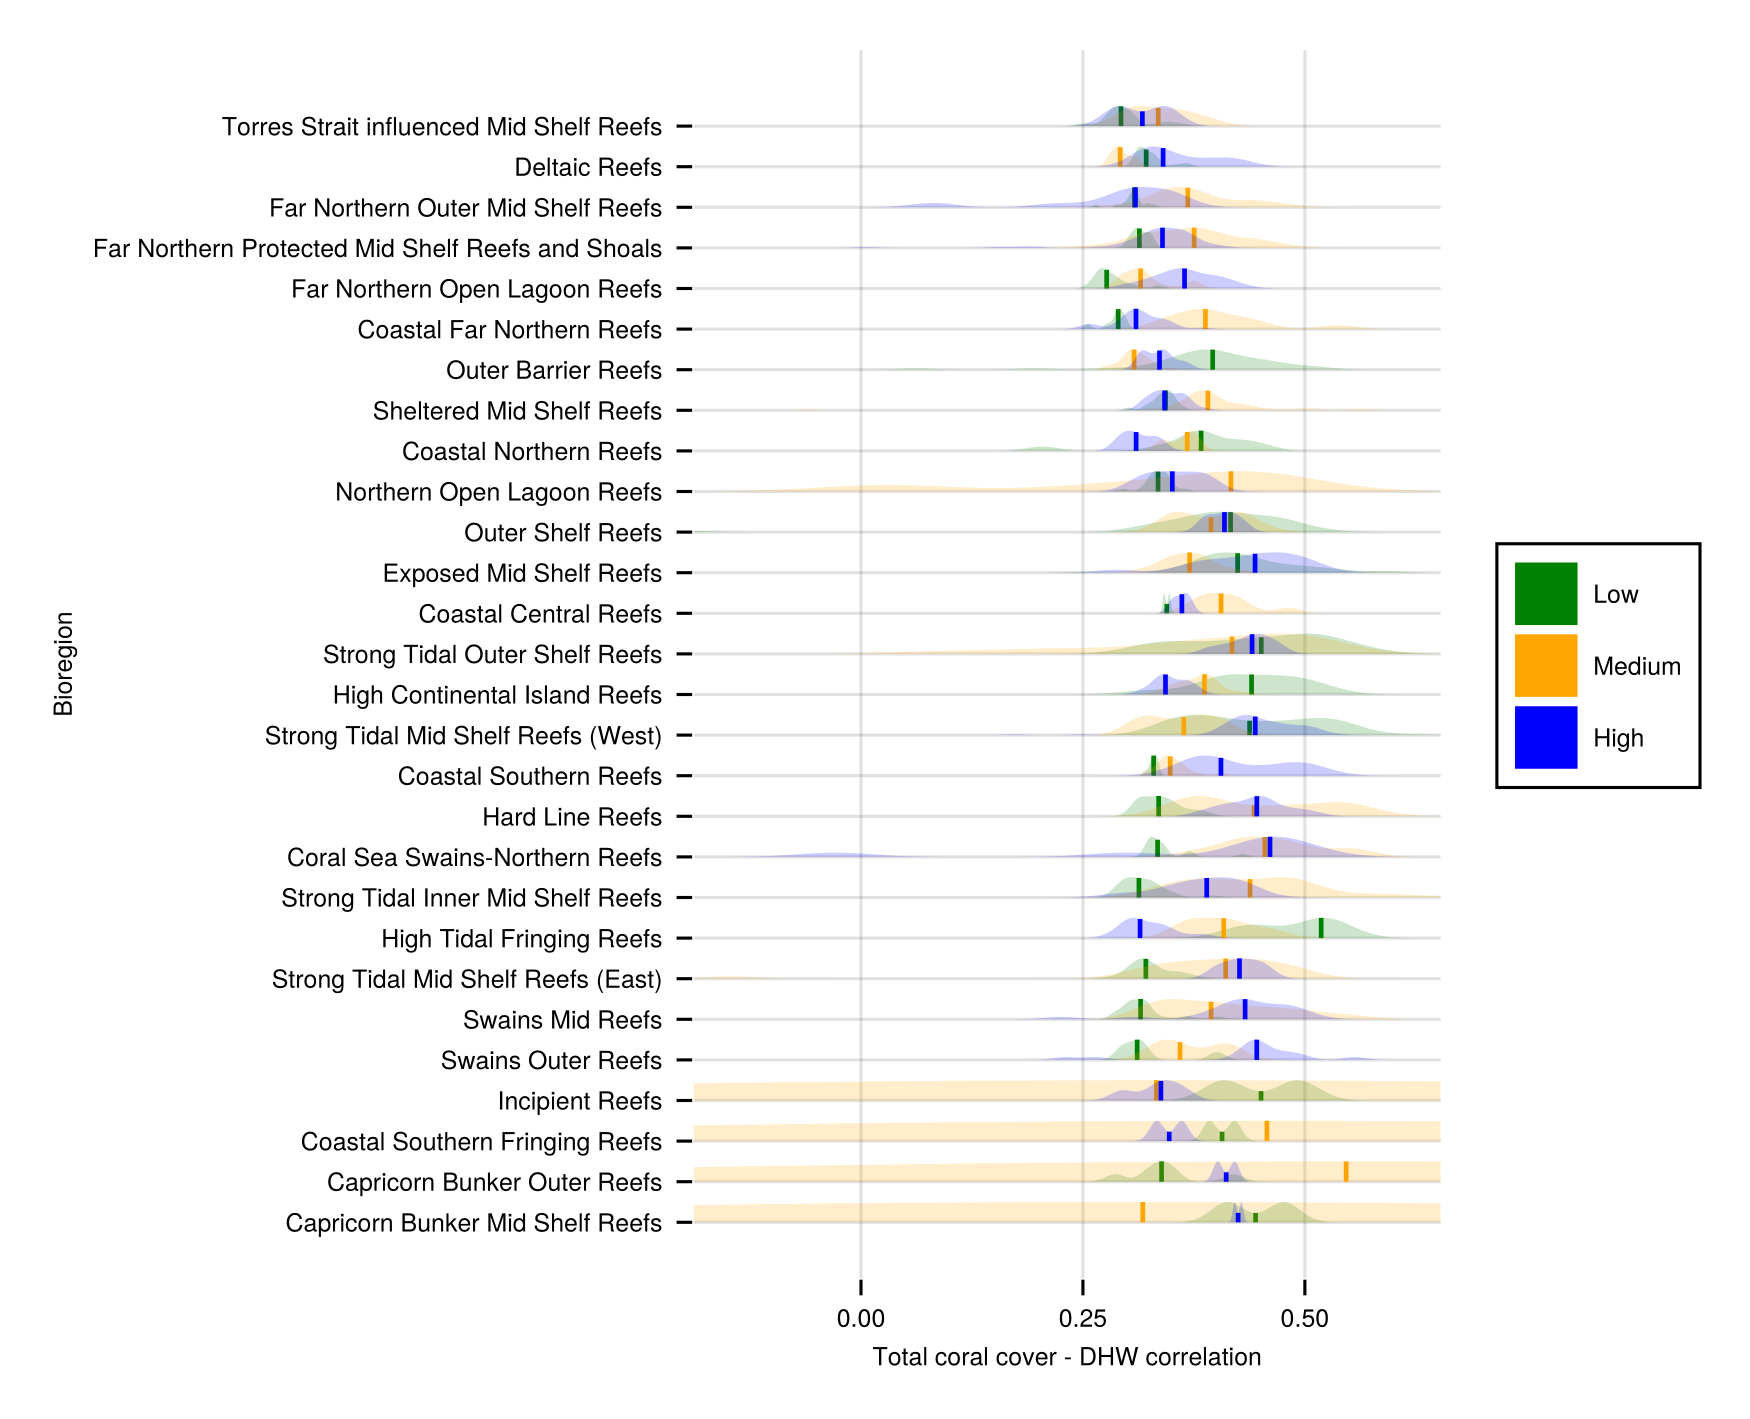 Torres Strait influenced Mid Shelf Reefs
Deltaic Reefs
Far Northern Outer Mid Shelf Reefs
Far Northern Protected Mid Shelf Reefs and Shoals
Far Northern Open Lagoon Reefs
Coastal Far Northern Reefs
Outer Barrier Reefs
Sheltered Mid Shelf Reefs
Coastal Northern Reefs
Northern Open Lagoon Reefs
Outer Shelf Reefs
Exposed Mid Shelf Reefs
Coastal Central Reefs
Strong Tidal Outer Shelf Reefs
High Continental Island Reefs
Strong Tidal Mid Shelf Reefs (West)
Coastal Southern Reefs
Hard Line Reefs
Coral Sea Swains-Northern Reefs
Strong Tidal Inner Mid Shelf Reefs
High Tidal Fringing Reefs
Strong Tidal Mid Shelf Reefs (East)
Swains Mid Reefs
Swains Outer Reefs
Incipient Reefs
Coastal Southern Fringing Reefs
Capricorn Bunker Outer Reefs
Capricorn Bunker Mid Shelf Reefs
Bioregion
0.00 0.25 0.50
Total coral cover - DHW correlation
Low
Medium
High